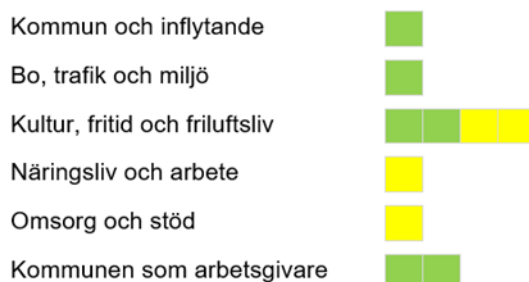 Kommun och inflytande
Bo, trafik och miljö
Kultur, fritid och friluftsliv
Näringsliv och arbete
Omsorg och stöd
Kommunen som arbetsgivare